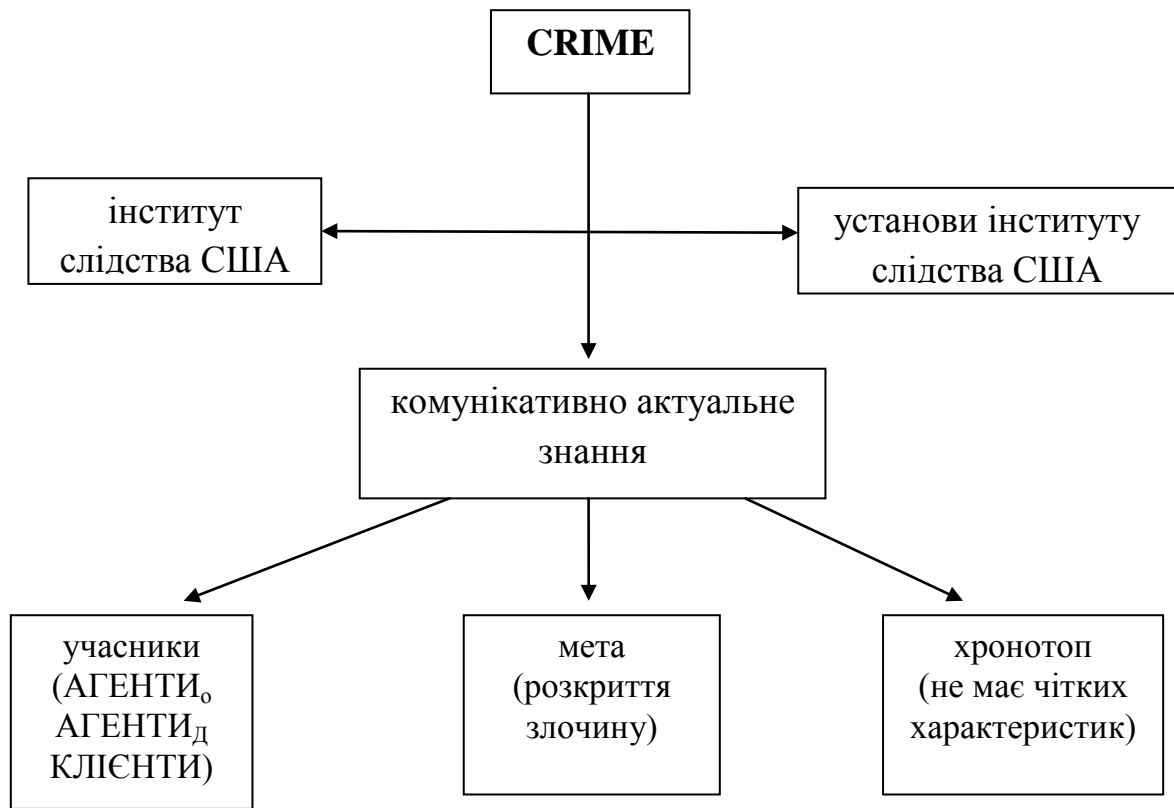 CRIME
інститут
слідства США
установи інституту
слідства США
комунікативно актуальне
знання
учасники
(АГЕНТИо
АГЕНТИД
КЛІЄНТИ)
мета
(розкриття
злочину)
хронотоп
(не має чітких
характеристик)